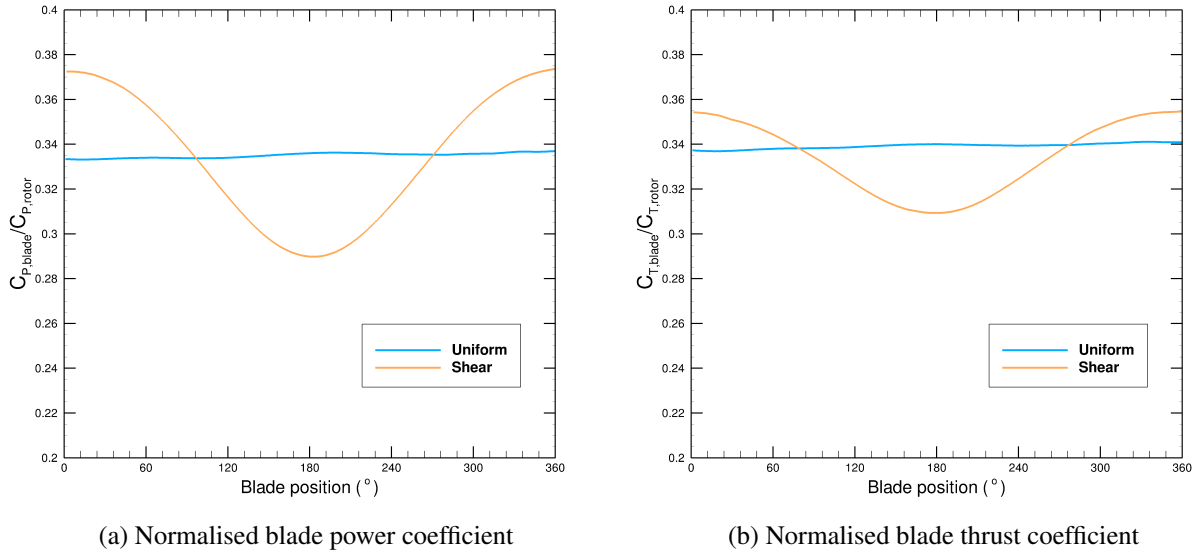 0.4
0.38
0.36
0.34
0.32
0.3
0.28
0.26
0.24
0.22
0.2
0 60 120 180 240 300 360
C_P,blade/C_P,rotor
Blade position (°)
Uniform
Shear
(a) Normalised blade power coefficient
0.4
0.38
0.36
0.34
0.32
0.3
0.28
0.26
0.24
0.22
0.2
0 60 120 180 240 300 360
C_T,blade/C_T,rotor
Blade position (°)
Uniform
Shear
(b) Normalised blade thrust coefficient